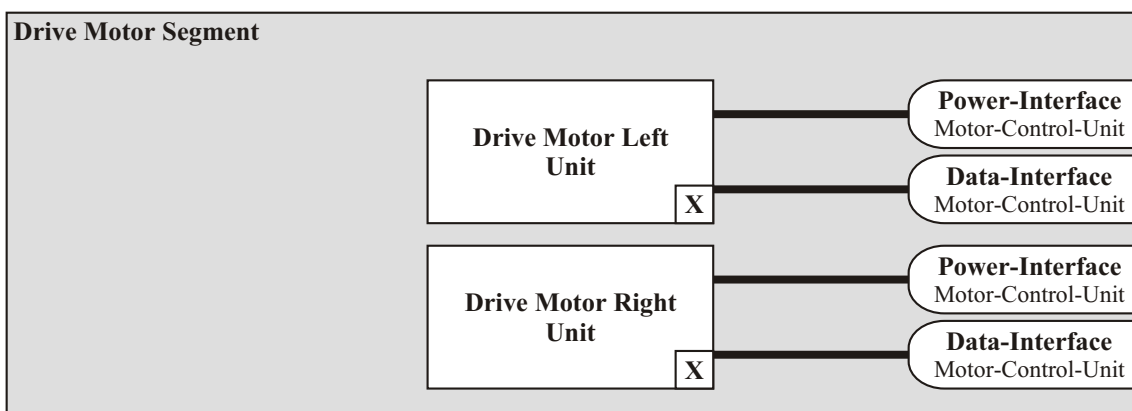 Drive Motor Segment
Drive Motor Left
Unit
X
Power-Interface
Motor-Control-Unit
Data-Interface
Motor-Control-Unit
Drive Motor Right
Unit
X
Power-Interface
Motor-Control-Unit
Data-Interface
Motor-Control-Unit